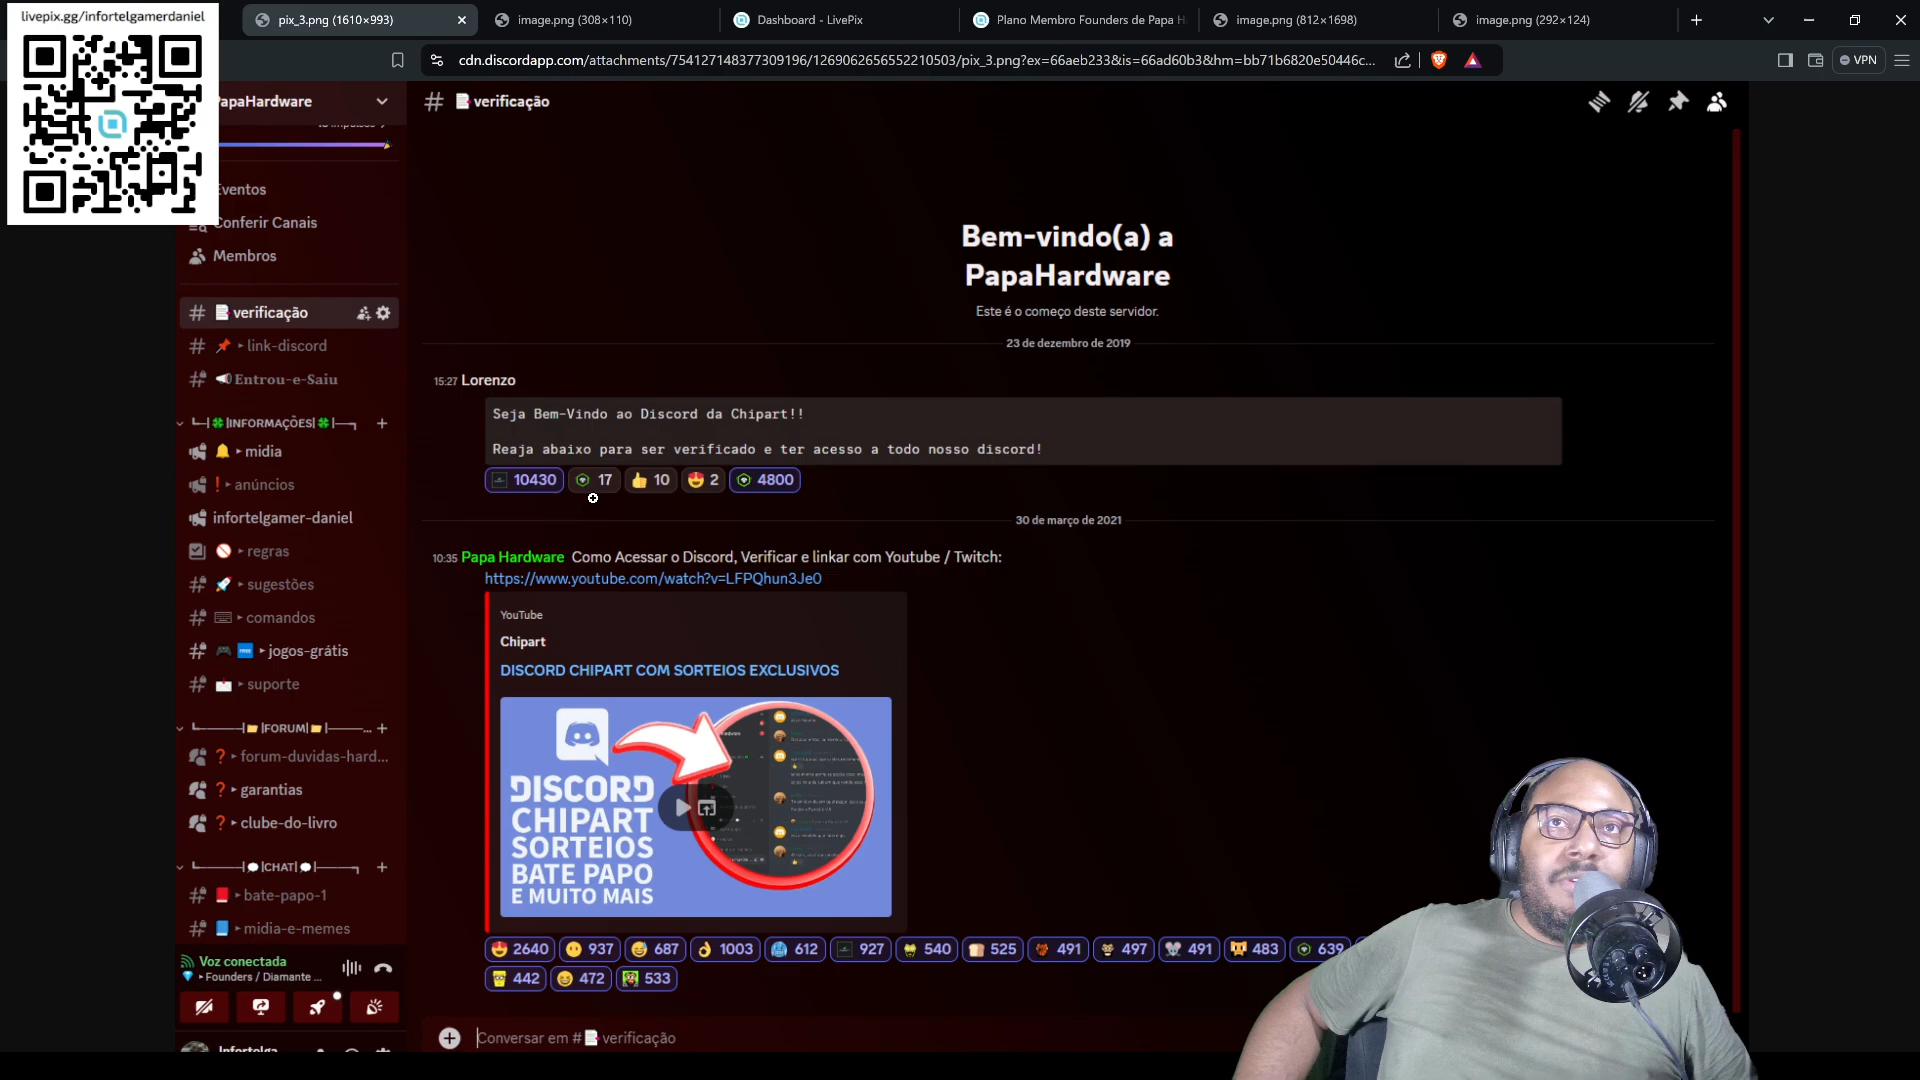 livepix.gg/infortelgamerdaniel
pix_3.png (1610×993)
image.png (308×110)
Dashboard - LivePix
Plano Membro Founders de Papa H
image.png (812×1698)
image.png (292×124)
cdn.discordapp.com/attachments/754127148377309196/1269062656552210503/pix_3.png?ex=66aeb233&is=66ad60b3&hm=bb71b6820e50446c...
VPN
PapaHardware
Eventos
Conferir Canais
Membros
verificação
link-discord
Entrou-e-Saiu
INFORMAÇÕES
midia
anúncios
infortelgamer-daniel
regras
sugestões
comandos
FREE jogos-grátis
suporte
FORUM
forum-duvidas-hard...
garantias
clube-do-livro
CHAT
bate-papo-1
midia-e-memes
Voz conectada
Founders / Diamante ...
Infortelga
# verificação
Bem-vindo(a) a
PapaHardware
Este é o começo deste servidor.
23 de dezembro de 2019
15:27 Lorenzo
Seja Bem-Vindo ao Discord da Chipart!!
Reaja abaixo para ser verificado e ter acesso a todo nosso discord!
10430 17 10 2 4800
30 de março de 2021
10:35 Papa Hardware Como Acessar o Discord, Verificar e linkar com Youtube / Twitch:
https://www.youtube.com/watch?v=LFPQhun3Je0
YouTube
Chipart
DISCORD CHIPART COM SORTEIOS EXCLUSIVOS
DISCORD
CHIPART
SORTEIOS
BATE PAPO
E MUITO MAIS
2640 937 687 1003 612 927 540 525 491 497 491 483 639
442 472 533
Conversar em # verificação